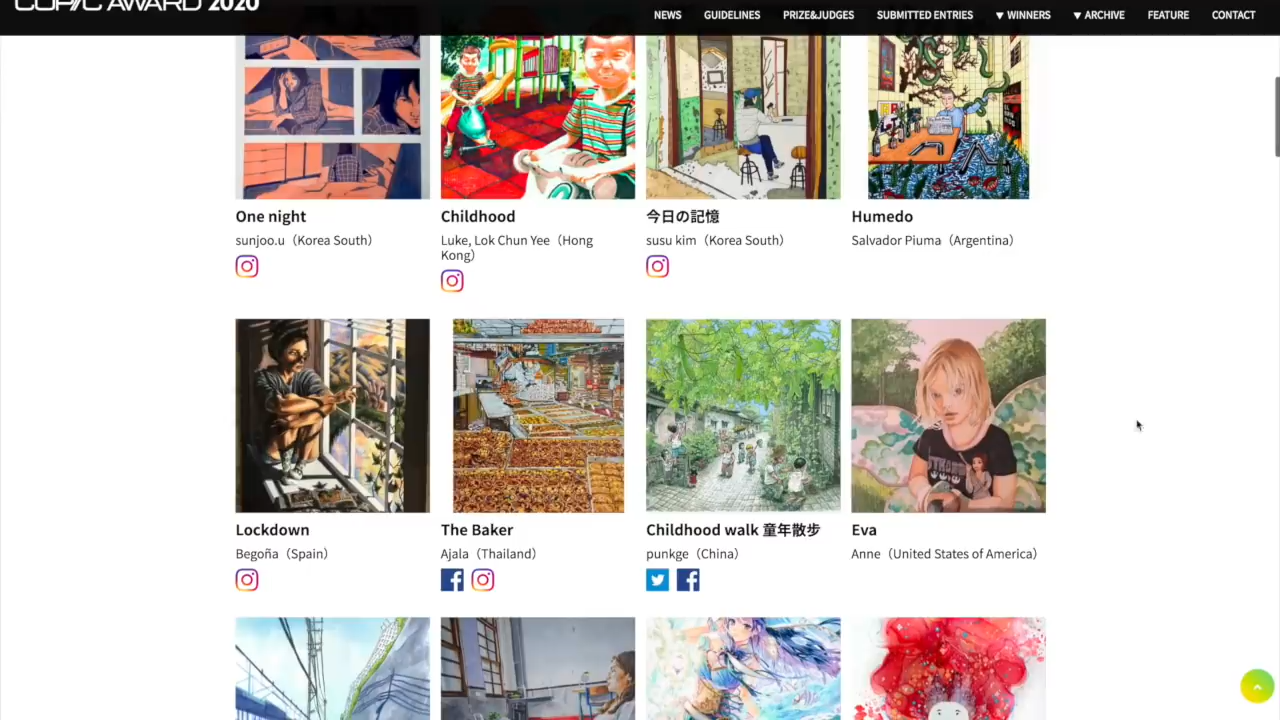 COPIC AWARD 2020
NEWS GUIDELINES PRIZE&JUDGES SUBMITTED ENTRIES ▼ WINNERS ▼ ARCHIVE FEATURE CONTACT
One night
sunjoo.u（Korea South）
Childhood
Luke, Lok Chun Yee（Hong
Kong）
今日の記憶
susu kim（Korea South）
Humedo
Salvador Piuma（Argentina）
Lockdown
Begoña（Spain）
The Baker
Ajala（Thailand）
Childhood walk 童年散步
punkge（China）
Eva
Anne（United States of America）